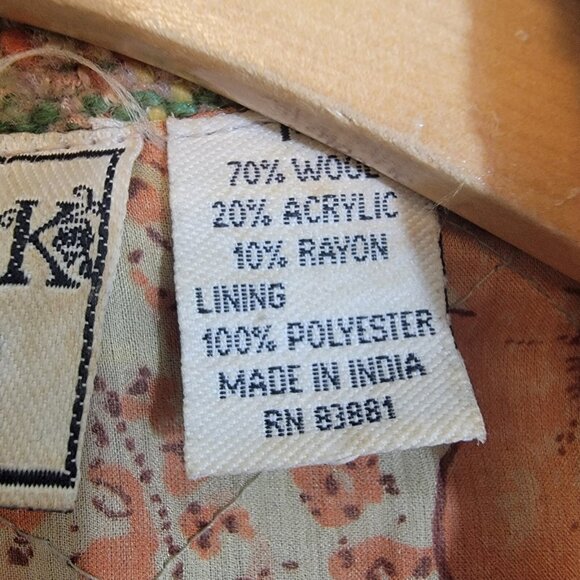 K
70% WOOL
20% ACRYLIC
10% RAYON
LINING
100% POLYESTER
MADE IN INDIA
RN 83881